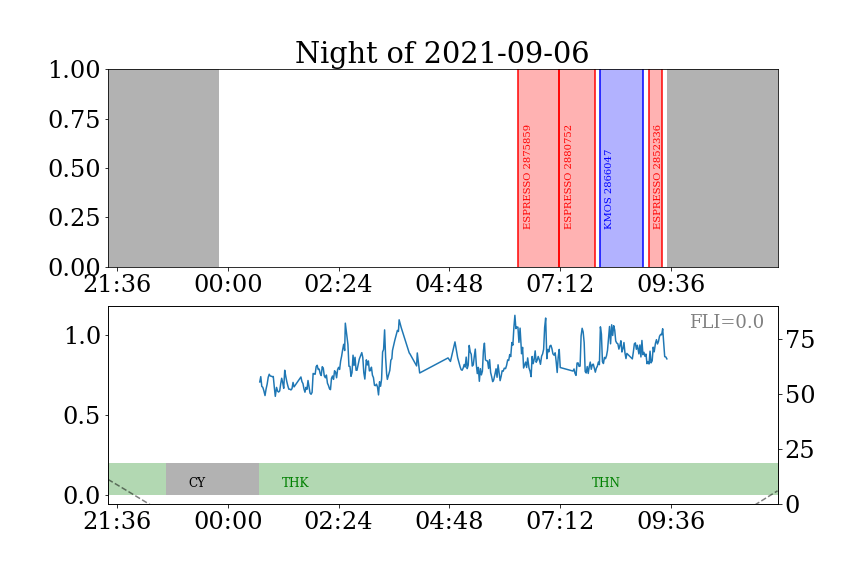 Night of 2021-09-06
1.00
0.75
0.50
0.25
0.00
ESPRESSO 2875859
ESPRESSO 2880752
KMOS 2866047
ESPRESSO 2852336
21:36 00:00 02:24 04:48 07:12 09:36
FLI=0.0
1.0
0.5
0.0
75
50
25
0
CY THK THN
21:36 00:00 02:24 04:48 07:12 09:36